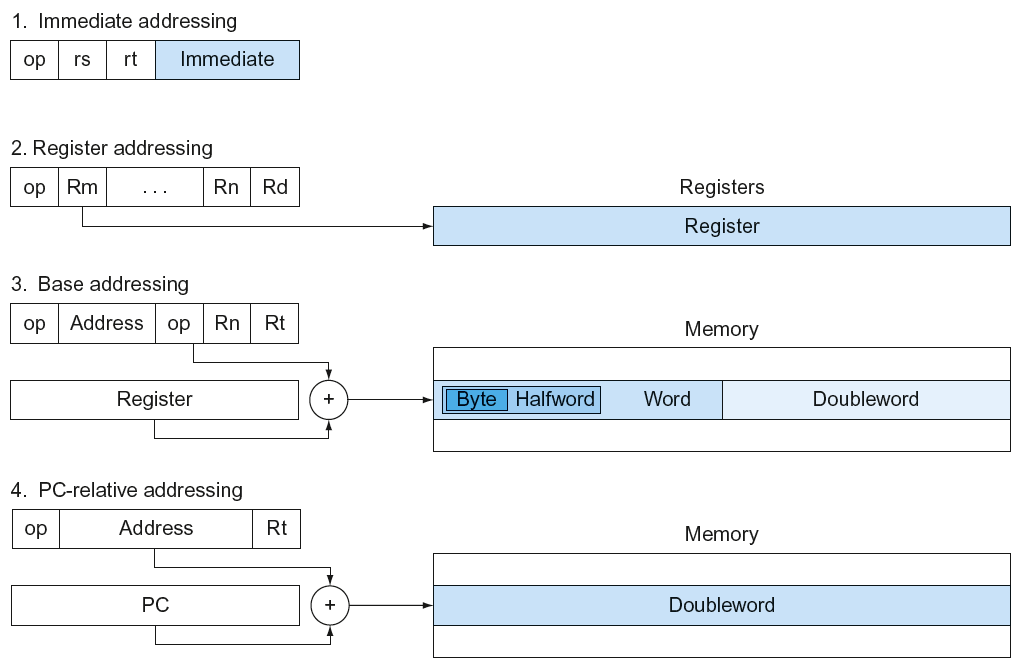 1. Immediate addressing
op rs rt Immediate
2. Register addressing
op Rm . . . Rn Rd
Registers
Register
3. Base addressing
op Address op Rn Rt
Memory
Register + Byte Halfword Word Doubleword
4. PC-relative addressing
op Address Rt
Memory
PC + Doubleword